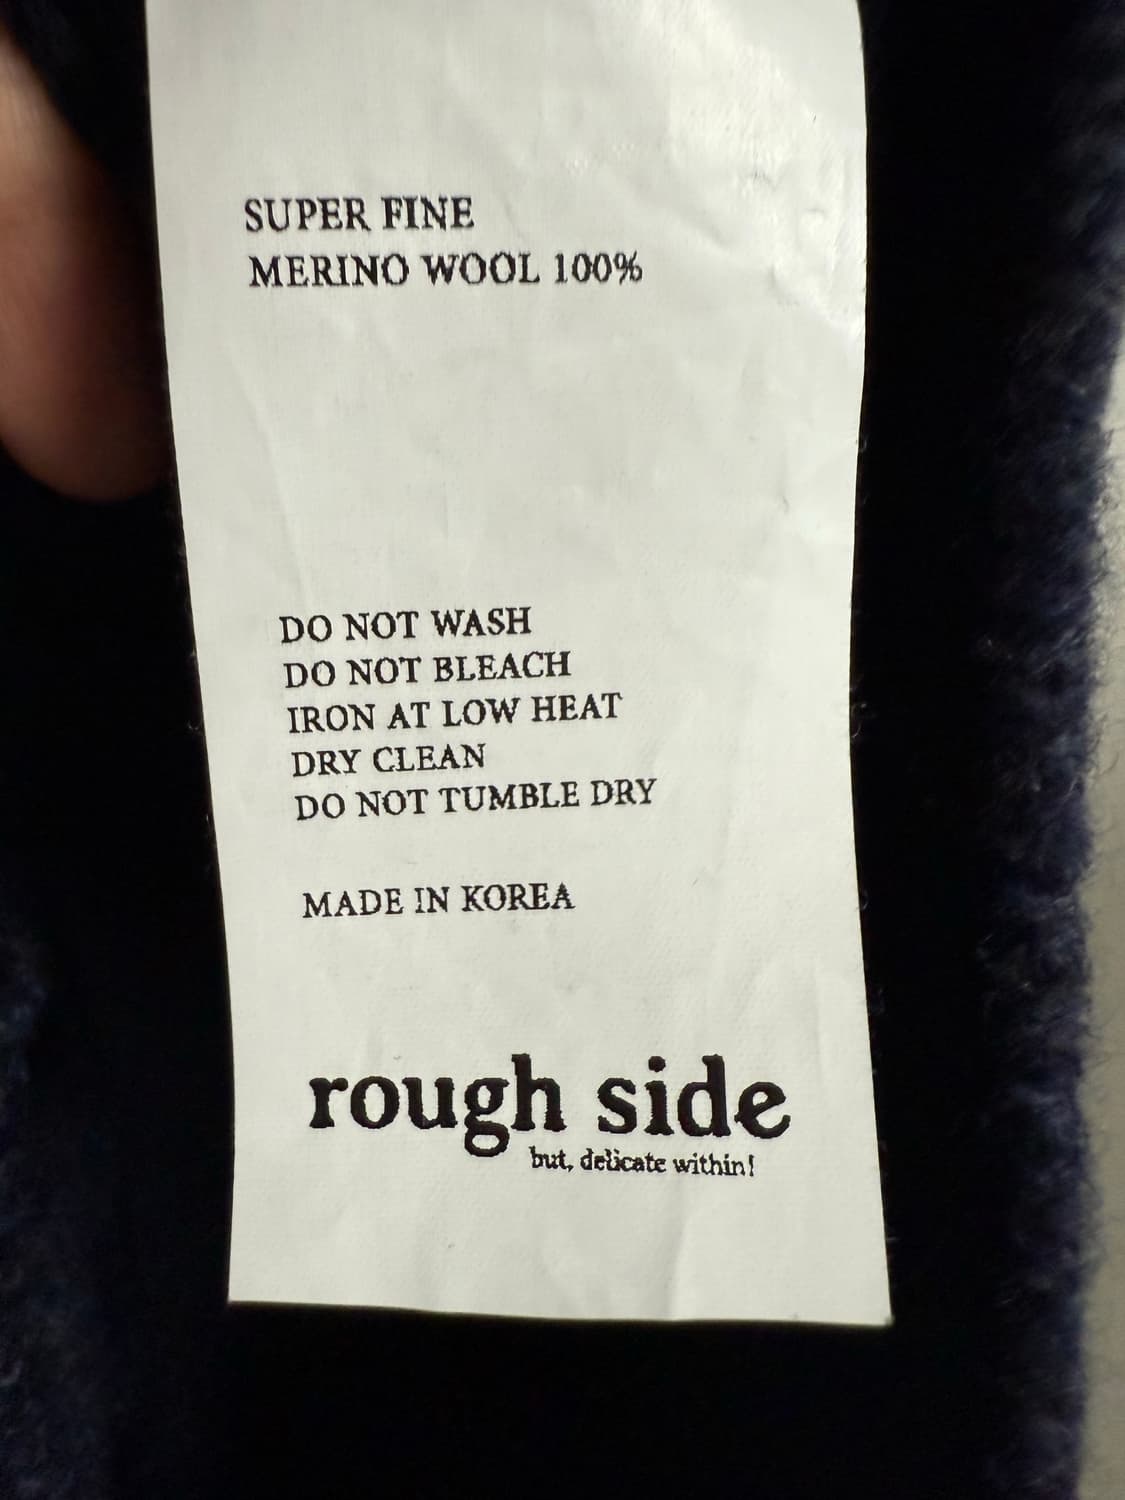 SUPER FINE
MERINO WOOL 100%
DO NOT WASH
DO NOT BLEACH
IRON AT LOW HEAT
DRY CLEAN
DO NOT TUMBLE DRY
MADE IN KOREA
rough side
but, delicate within!